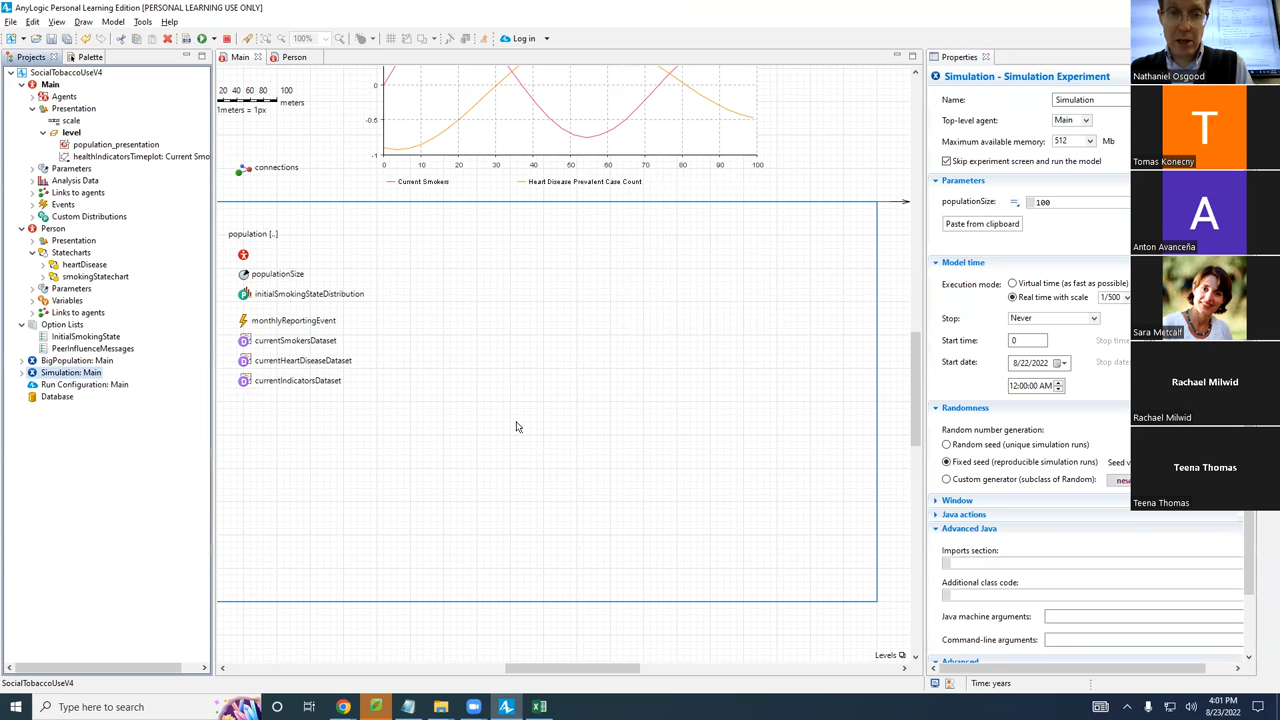 AnyLogic Personal Learning Edition [PERSONAL LEARNING USE ONLY]
File Edit View Draw Model Tools Help
100%
Log in
Projects
Palette
Main
Person
Properties
SocialTobaccoUseV4
Main
Agents
Presentation
scale
level
population_presentation
healthIndicatorsTimeplot: Current Smo
Parameters
Analysis Data
Links to agents
Events
Custom Distributions
Person
Presentation
Statecharts
heartDisease
smokingStatechart
Parameters
Variables
Links to agents
Option Lists
InitialSmokingState
PeerInfluenceMessages
BigPopulation: Main
Simulation: Main
Run Configuration: Main
Database
20 40 60 80 100
meters
1meters = 1px
connections
0
-0.5
-1
0 10 20 30 40 50 60 70 80 90 100
Current Smokers
Heart Disease Prevalent Case Count
population [..]
populationSize
initialSmokingStateDistribution
monthlyReportingEvent
currentSmokersDataset
currentHeartDiseaseDataset
currentIndicatorsDataset
Levels
Simulation - Simulation Experiment
Name:
Simulation
Top-level agent:
Main
Maximum available memory:
512
Mb
Skip experiment screen and run the model
Parameters
populationSize:
100
Paste from clipboard
Model time
Execution mode:
Virtual time (as fast as possible)
Real time with scale
1/500
Stop:
Never
Start time:
0
Stop time:
Start date:
8/22/2022
Stop date:
12:00:00 AM
Randomness
Random number generation:
Random seed (unique simulation runs)
Fixed seed (reproducible simulation runs)
Seed v
Custom generator (subclass of Random):
new
Window
Java actions
Advanced Java
Imports section:
Additional class code:
Java machine arguments:
Command-line arguments:
Advanced
Nathaniel Osgood
T
Tomas Konecny
A
Anton Avanceña
Sara Metcalf
Rachael Milwid
Rachael Milwid
Teena Thomas
Teena Thomas
SocialTobaccoUseV4
Time: years
Type here to search
4:01 PM
8/23/2022